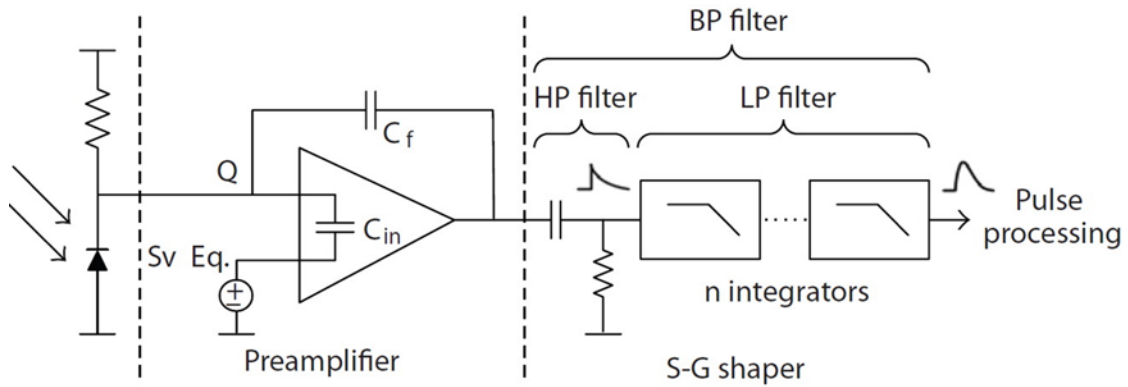 BP filter
HP filter
LP filter
C f
Q
C in
Sv Eq.
Pulse
processing
n integrators
Preamplifier
S-G shaper